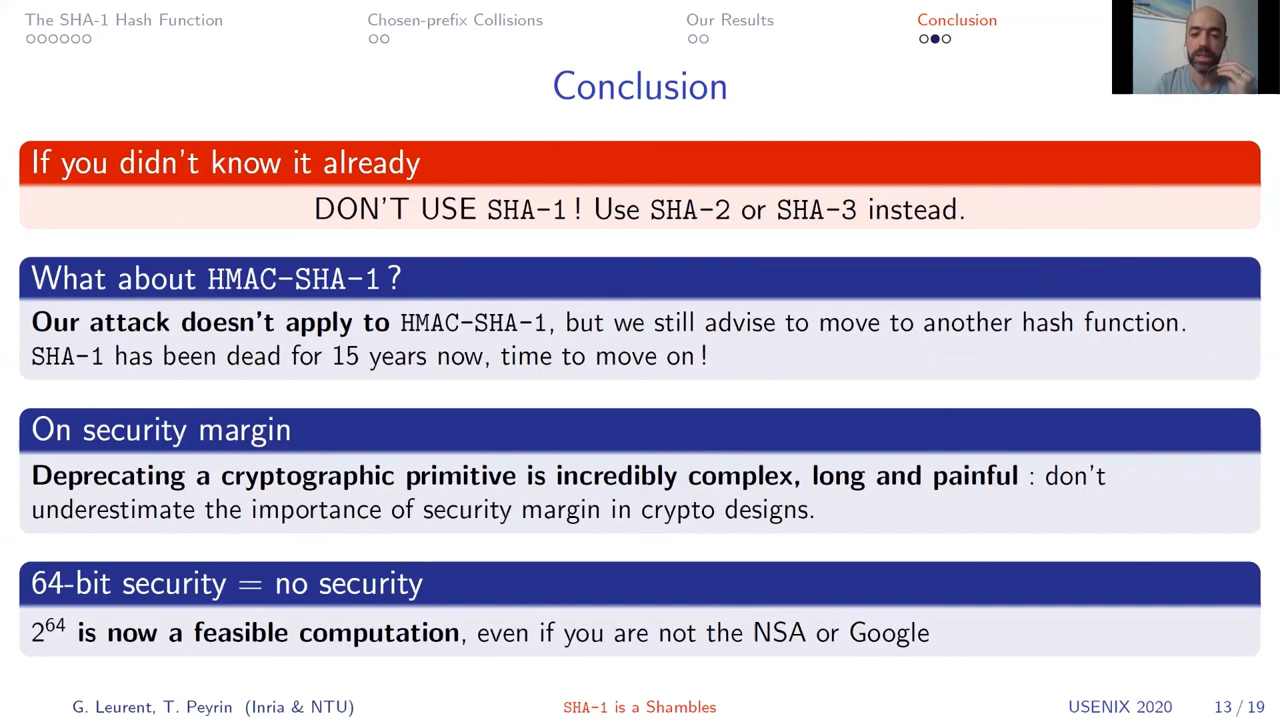 The SHA-1 Hash Function
Chosen-prefix Collisions
Our Results
Conclusion
Conclusion
If you didn't know it already
DON'T USE SHA-1 ! Use SHA-2 or SHA-3 instead.
What about HMAC-SHA-1 ?
Our attack doesn't apply to HMAC-SHA-1, but we still advise to move to another hash function.
SHA-1 has been dead for 15 years now, time to move on !
On security margin
Deprecating a cryptographic primitive is incredibly complex, long and painful : don't
underestimate the importance of security margin in crypto designs.
64-bit security = no security
2⁶⁴ is now a feasible computation, even if you are not the NSA or Google
G. Leurent, T. Peyrin (Inria & NTU)
SHA-1 is a Shambles
USENIX 2020
13 / 19